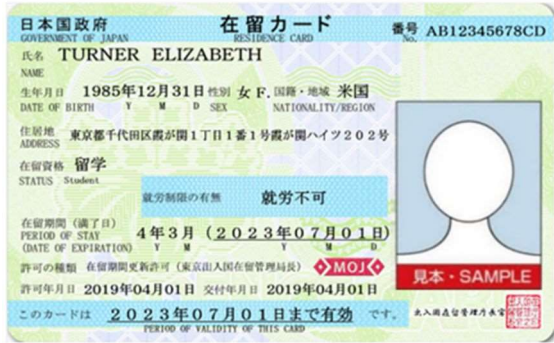 日本国政府 在留カード 番号 AB12345678CD
GOVERNMENT OF JAPAN RESIDENCE CARD No.
氏名 TURNER ELIZABETH
NAME
生年月日 1985年12月31日 性別 女 F. 国籍・地域 米国
DATE OF BIRTH Y M D SEX NATIONALITY/REGION
住居地 東京都千代田区霞が関1丁目1番1号霞が関ハイツ202号
ADDRESS
在留資格 留学
STATUS Student
就労制限の有無 就労不可
在留期間(満了日) 4年3月(2023年07月01日)
PERIOD OF STAY
(DATE OF EXPIRATION) Y M Y M D
許可の種類 在留期間更新許可(東京出入国在留管理局長) MOJ
見本・SAMPLE
許可年月日 2019年04月01日 交付年月日 2019年04月01日
このカードは 2023年07月01日まで有効 です。
PERIOD OF VALIDITY OF THIS CARD
出入国在留管理庁長官